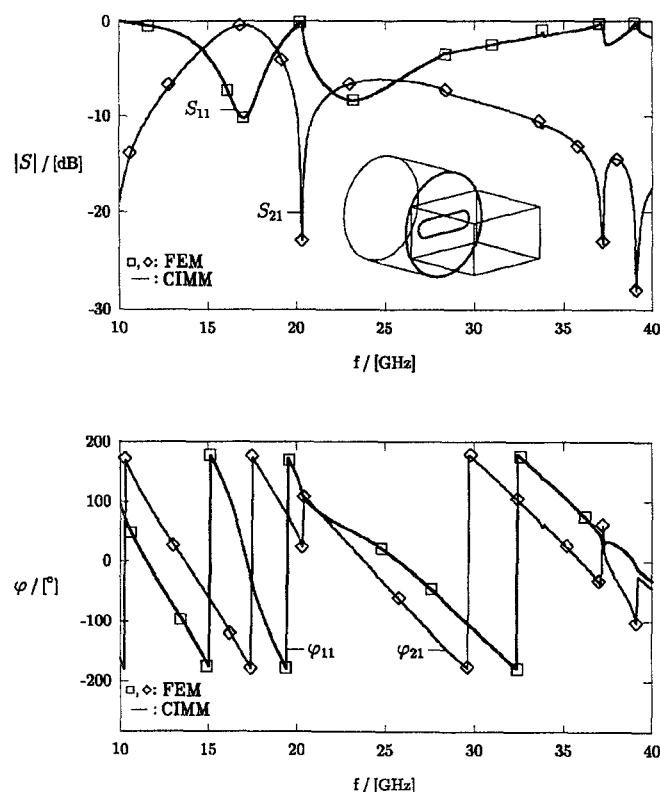 0
-10
|S| / [dB]
-20
-30
S11
S21
□,◇: FEM
— : CIMM
10 15 20 25 30 35 40
f / [GHz]
200
100
0
φ / [°]
-100
-200
φ11
φ21
□,◇: FEM
— : CIMM
10 15 20 25 30 35 40
f / [GHz]